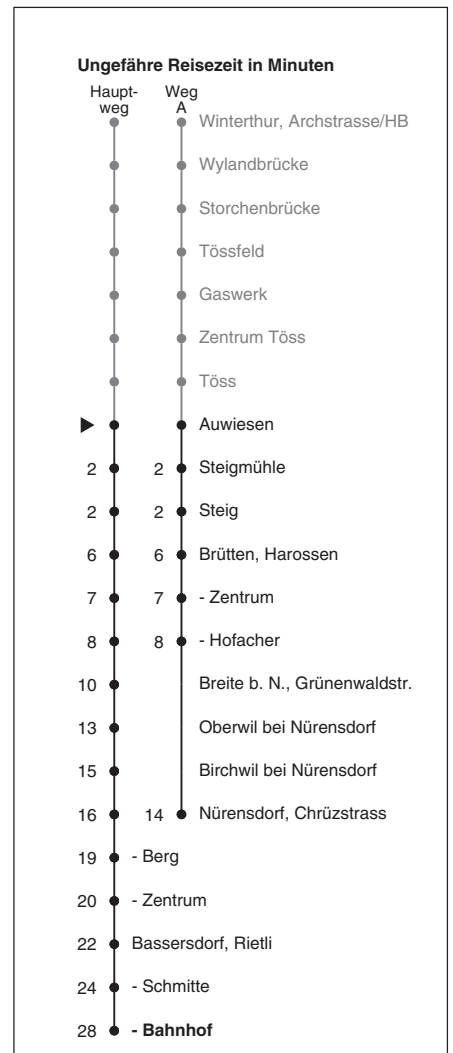 Ungefähre Reisezeit in Minuten
Haupt- Weg
weg A
Winterthur, Archstrasse/HB
Wylandbrücke
Storchenbrücke
Tössfeld
Gaswerk
Zentrum Töss
Töss
Auwiesen
2 2 Steigmühle
2 2 Steig
6 6 Brütten, Harossen
7 7 - Zentrum
8 8 - Hofacher
10 Breite b. N., Grünenwaldstr.
13 Oberwil bei Nürensdorf
15 Birchwil bei Nürensdorf
16 14 Nürensdorf, Chrüzstrass
19 - Berg
20 - Zentrum
22 Bassersdorf, Rietli
24 - Schmitte
28 - Bahnhof